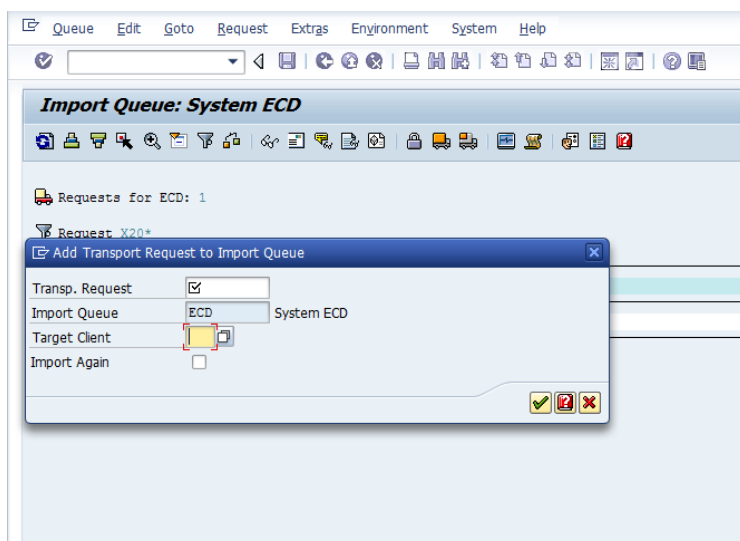 Queue Edit Goto Request Extras Environment System Help
Import Queue: System ECD
Requests for ECD: 1
Request X20*
Add Transport Request to Import Queue
Transp. Request
Import Queue ECD System ECD
Target Client
Import Again